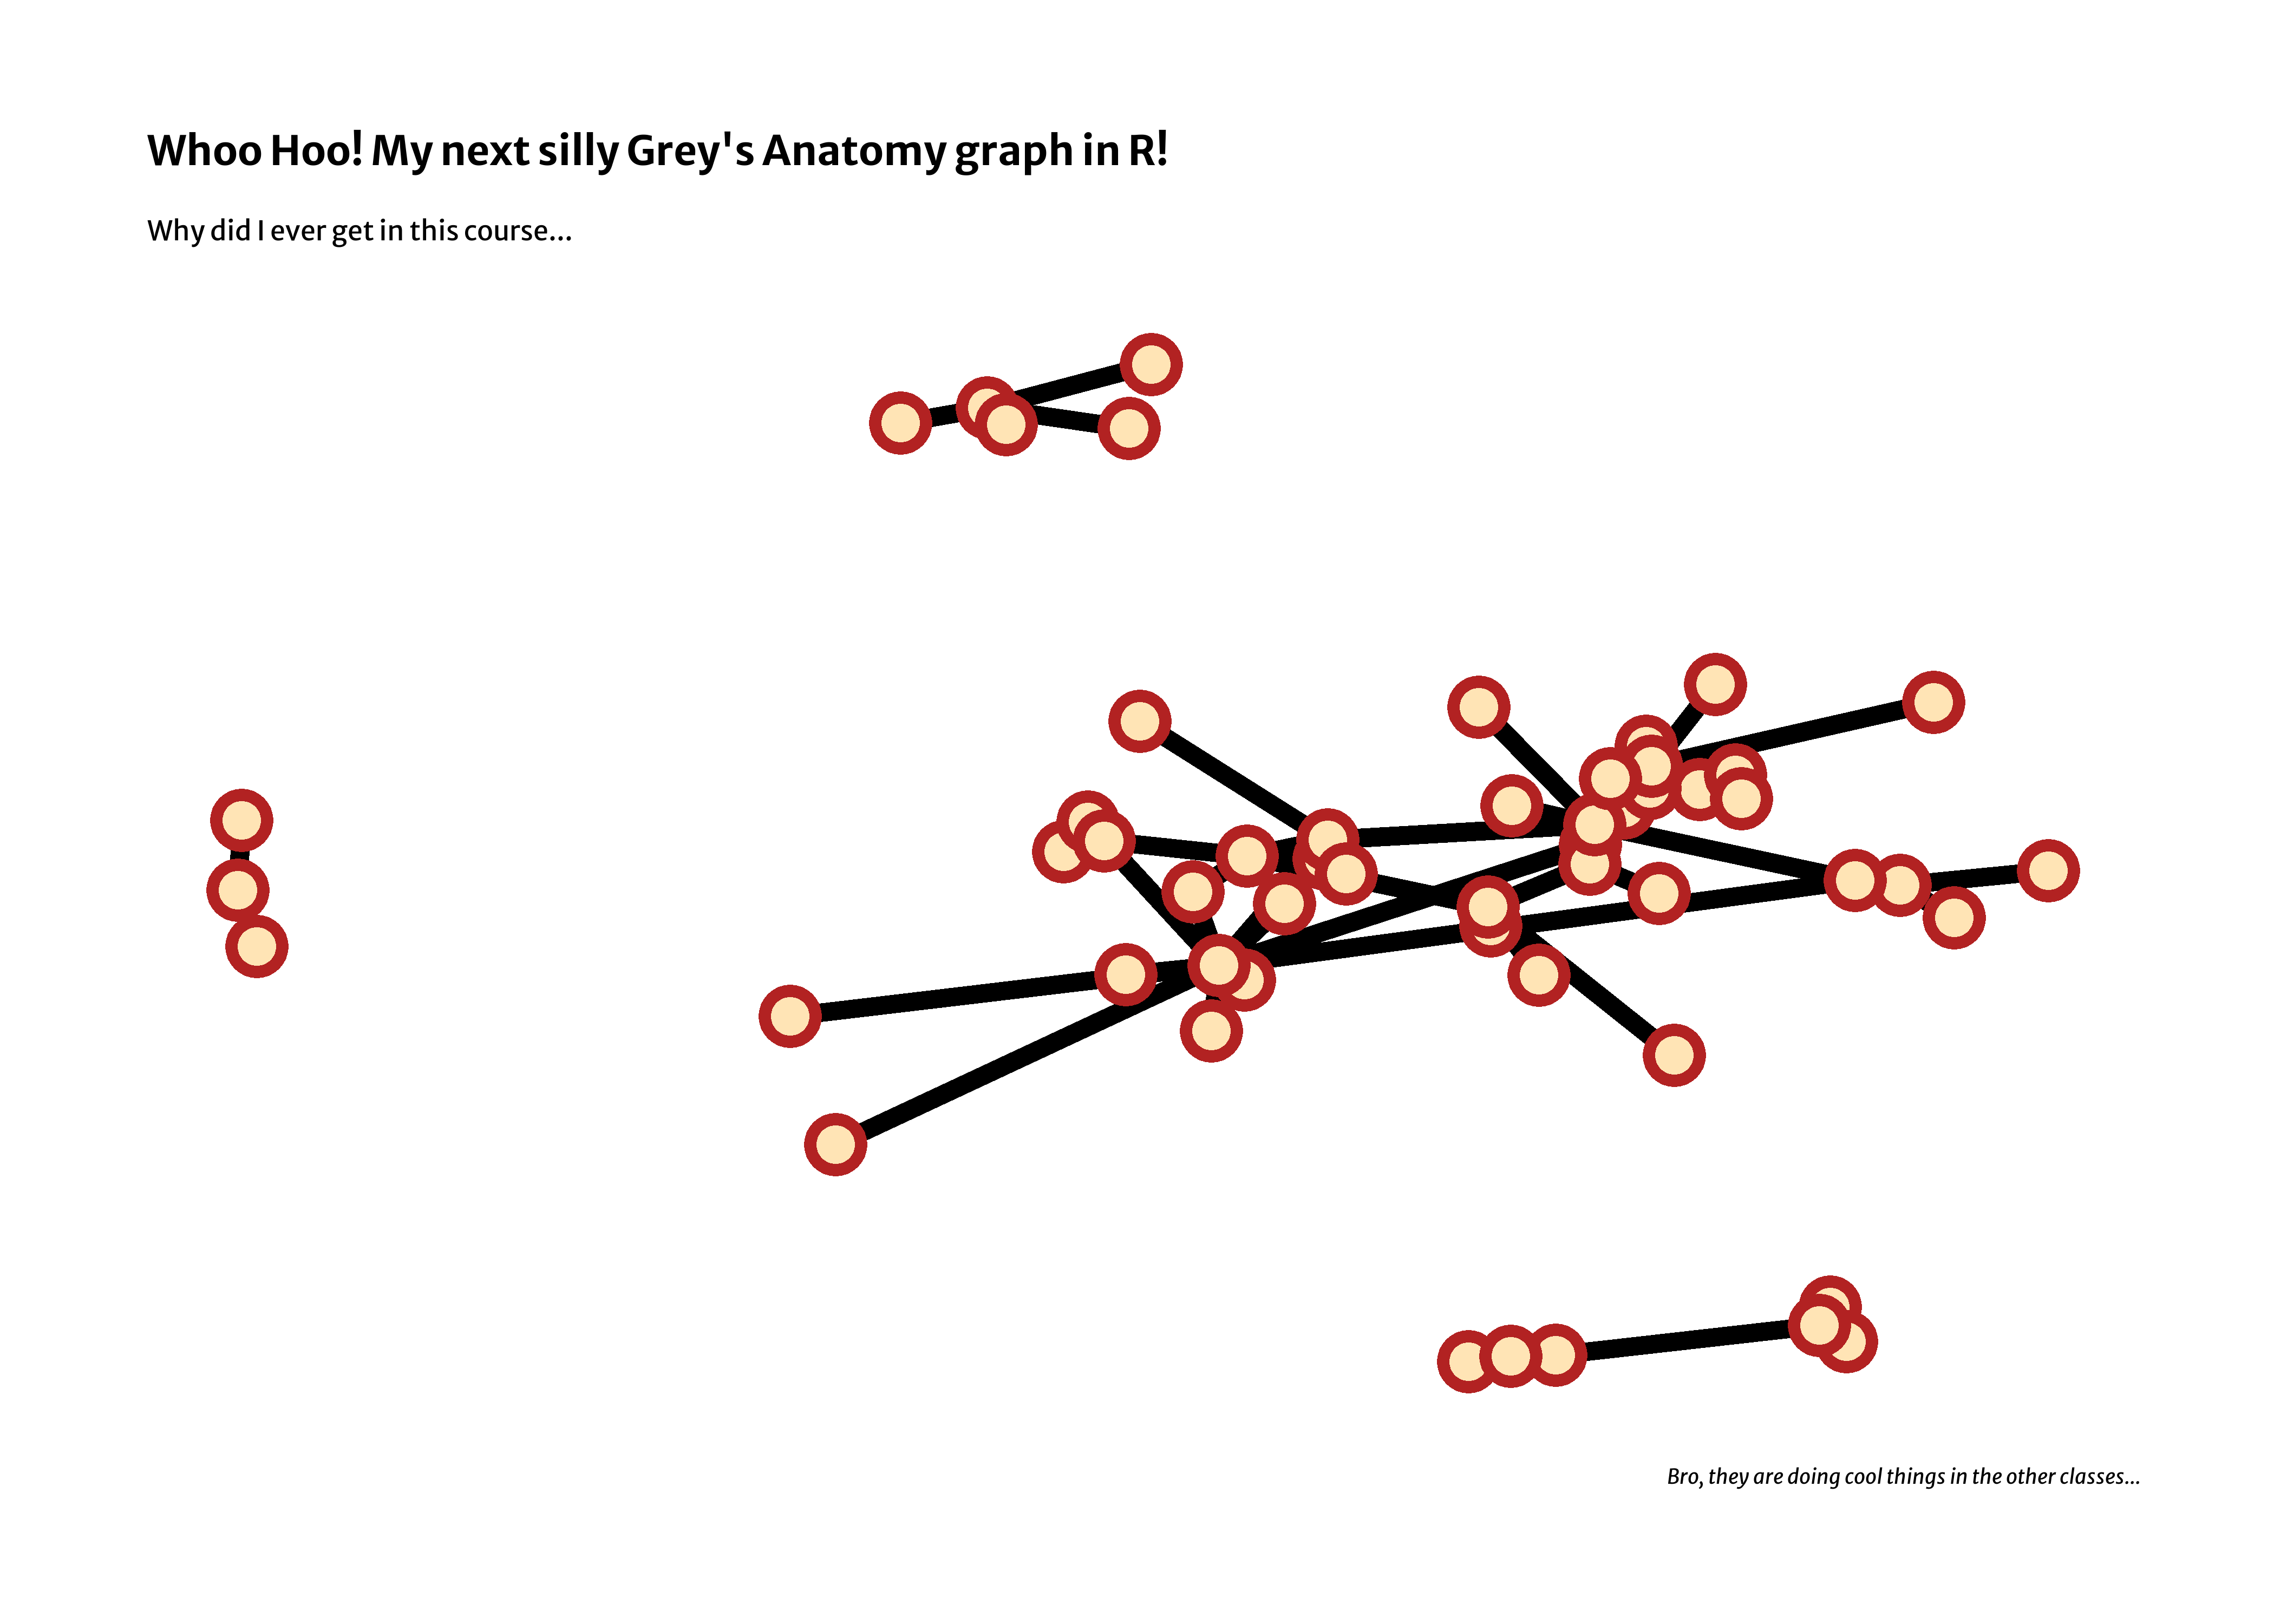 Whoo Hoo! My next silly Grey's Anatomy graph in R!
Why did I ever get in this course...
Bro, they are doing cool things in the other classes...